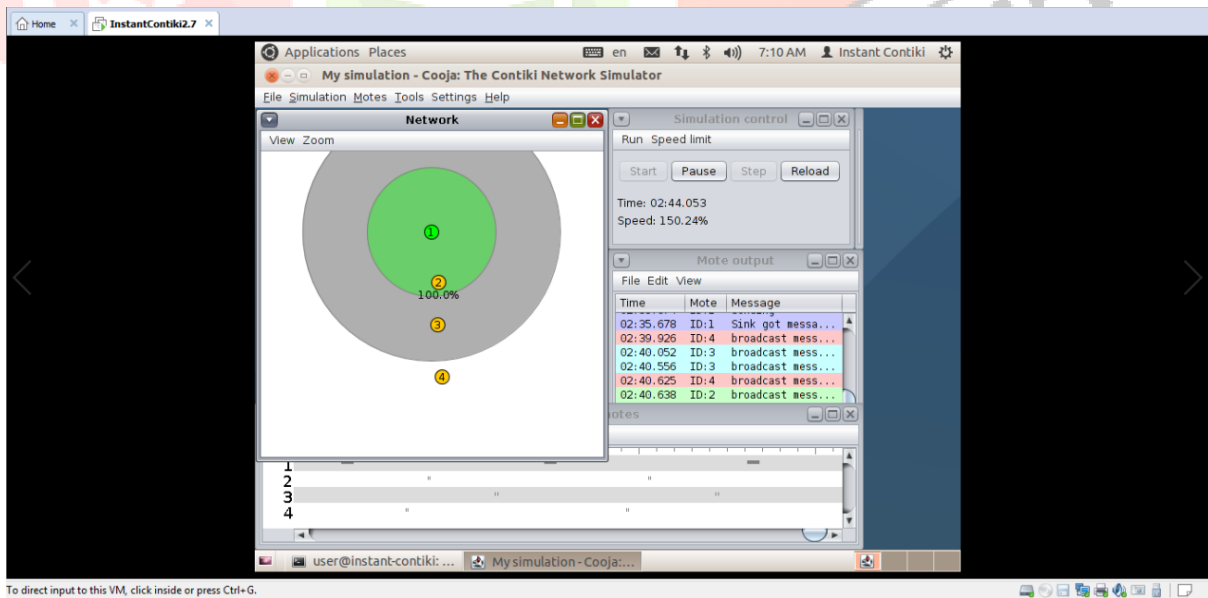 Home × InstantContiki2.7 ×
Applications Places en 7:10 AM Instant Contiki
My simulation - Cooja: The Contiki Network Simulator
File Simulation Motes Tools Settings Help
Network
View Zoom
1
2
100.0%
3
4
Simulation control
Run Speed limit
Start Pause Step Reload
Time: 02:44.053
Speed: 150.24%
Mote output
File Edit View
Time Mote Message
02:35.678 ID:1 Sink got messa...
02:39.926 ID:4 broadcast mess...
02:40.052 ID:3 broadcast mess...
02:40.556 ID:3 broadcast mess...
02:40.625 ID:4 broadcast mess...
02:40.638 ID:2 broadcast mess...
otes
1
2
3
4
user@instant-contiki: ... My simulation - Cooja:...
To direct input to this VM, click inside or press Ctrl+G.